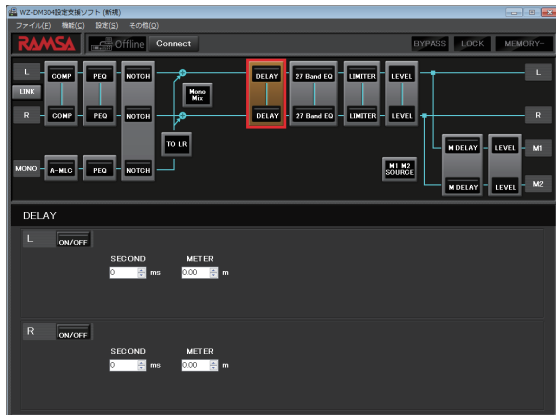 WZ-DM304設定支援ソフト (新規)
ファイル(F) 機能(C) 設定(S) その他(O)
RAMSA Offline Connect BYPASS LOCK MEMORY-
L COMP PEQ NOTCH DELAY 27 Band EQ LIMITER LEVEL L
LINK Mono Mix
R COMP PEQ NOTCH DELAY 27 Band EQ LIMITER LEVEL R
TO LR
M DELAY LEVEL M1
MONO A-MLC PEQ NOTCH M1 M2 SOURCE
M DELAY LEVEL M2
DELAY
L ON/OFF
SECOND METER
0 ms 0.00 m
R ON/OFF
SECOND METER
0 ms 0.00 m